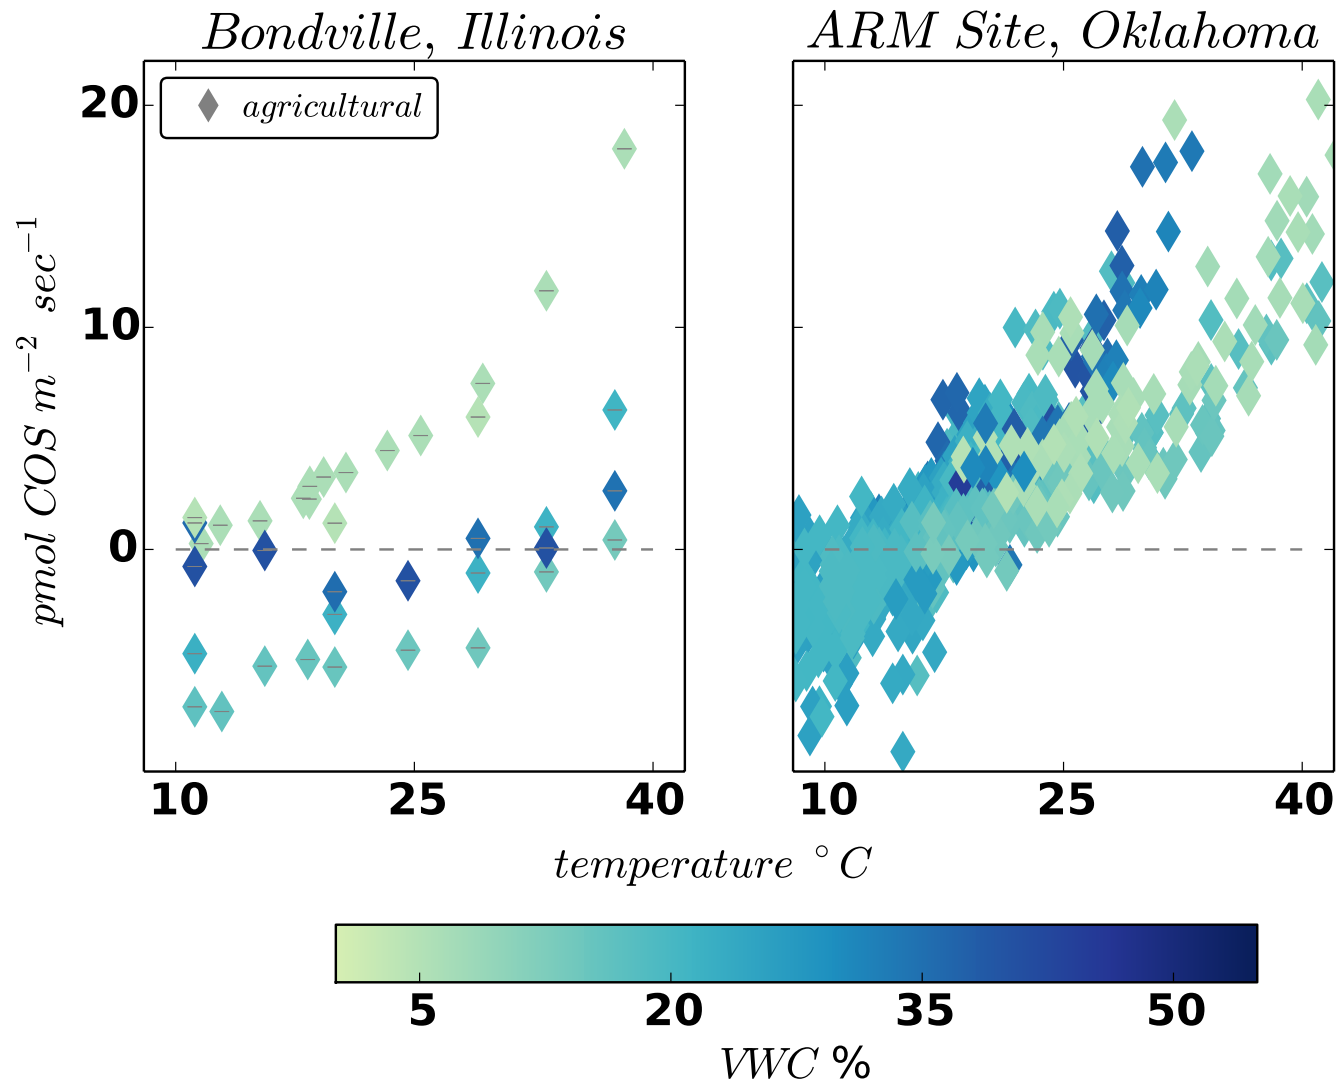 Bondville, Illinois
ARM Site, Oklahoma
agricultural
pmol COS m⁻² sec⁻¹
20
10
0
10 25 40
10 25 40
temperature °C
5 20 35 50
VWC %